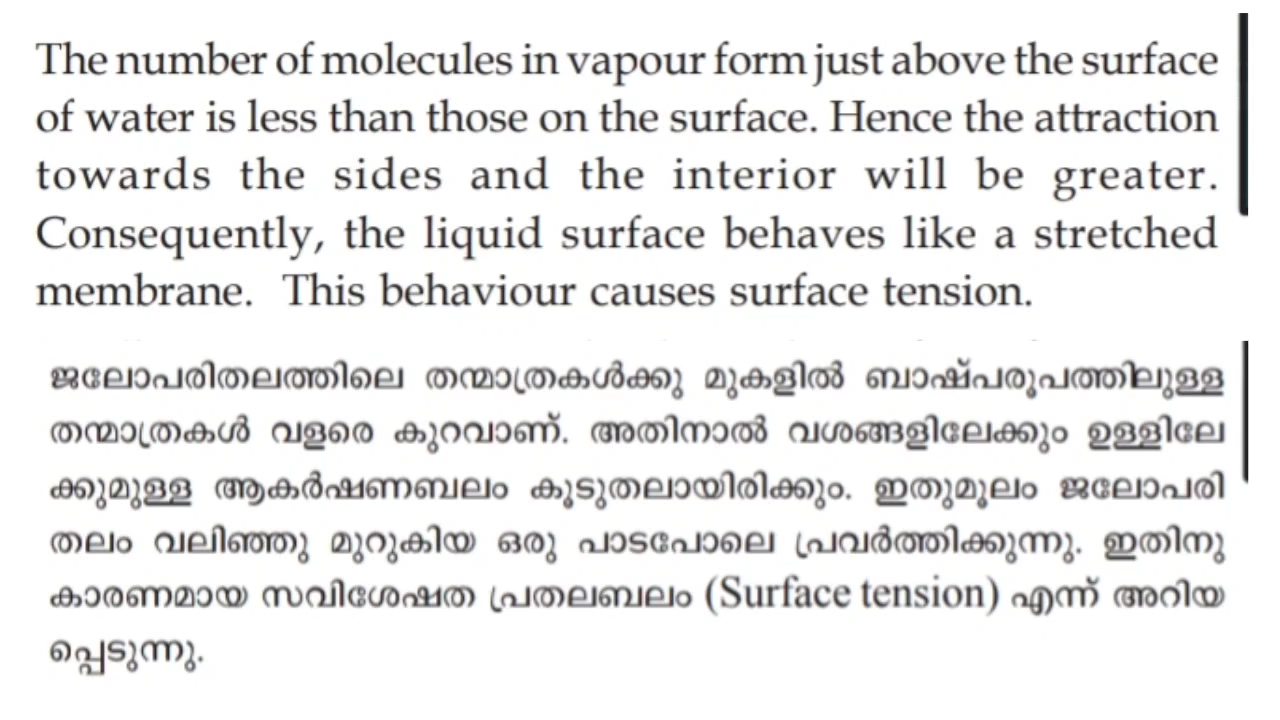 The number of molecules in vapour form just above the surface
of water is less than those on the surface. Hence the attraction
towards the sides and the interior will be greater.
Consequently, the liquid surface behaves like a stretched
membrane. This behaviour causes surface tension.
ജലോപരിതലത്തിലെ തന്മാത്രകൾക്കു മുകളിൽ ബാഷ്പരൂപത്തിലുള്ള
തന്മാത്രകൾ വളരെ കുറവാണ്. അതിനാൽ വശങ്ങളിലേക്കും ഉള്ളിലേ
ക്കുമുള്ള ആകർഷണബലം കൂടുതലായിരിക്കും. ഇതുമൂലം ജലോപരി
തലം വലിഞ്ഞു മുറുകിയ ഒരു പാടപോലെ പ്രവർത്തിക്കുന്നു. ഇതിനു
കാരണമായ സവിശേഷത പ്രതലബലം (Surface tension) എന്ന് അറിയ
പ്പെടുന്നു.